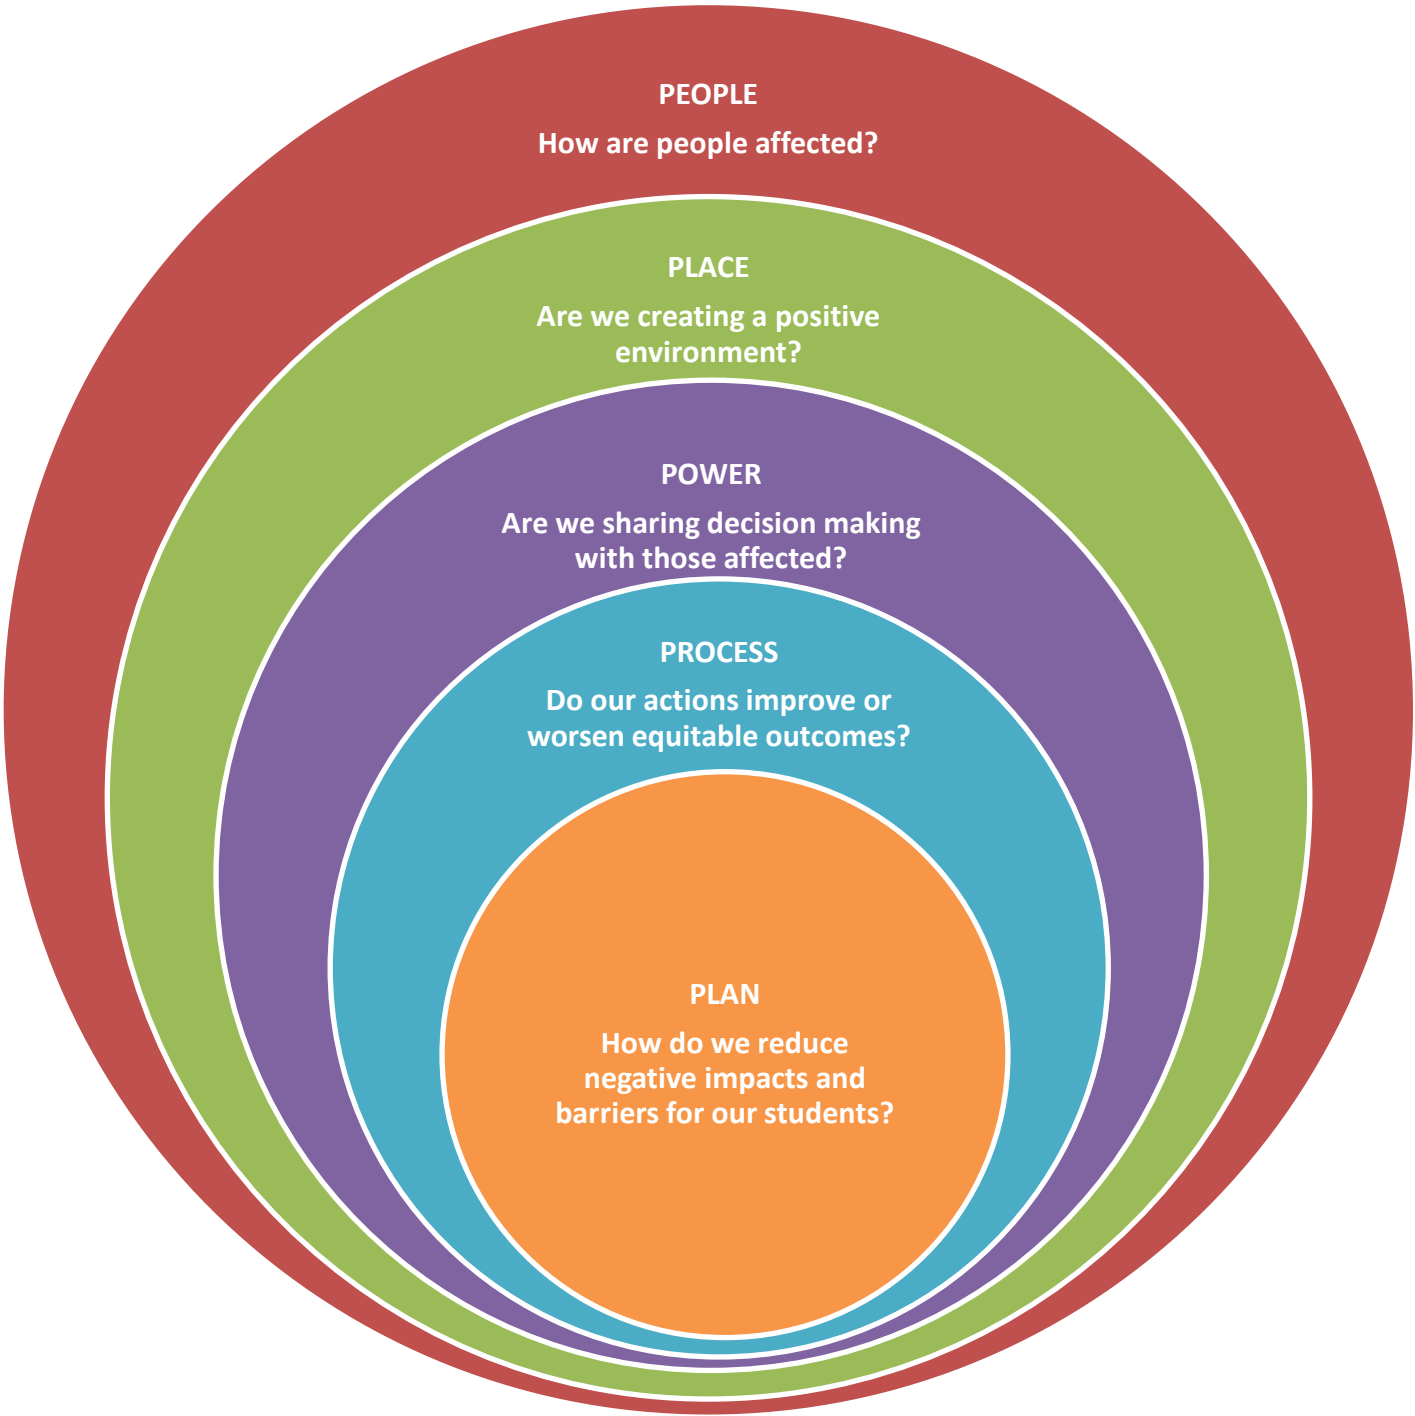 PEOPLE
How are people affected?
PLACE
Are we creating a positive
environment?
POWER
Are we sharing decision making
with those affected?
PROCESS
Do our actions improve or
worsen equitable outcomes?
PLAN
How do we reduce
negative impacts and
barriers for our students?